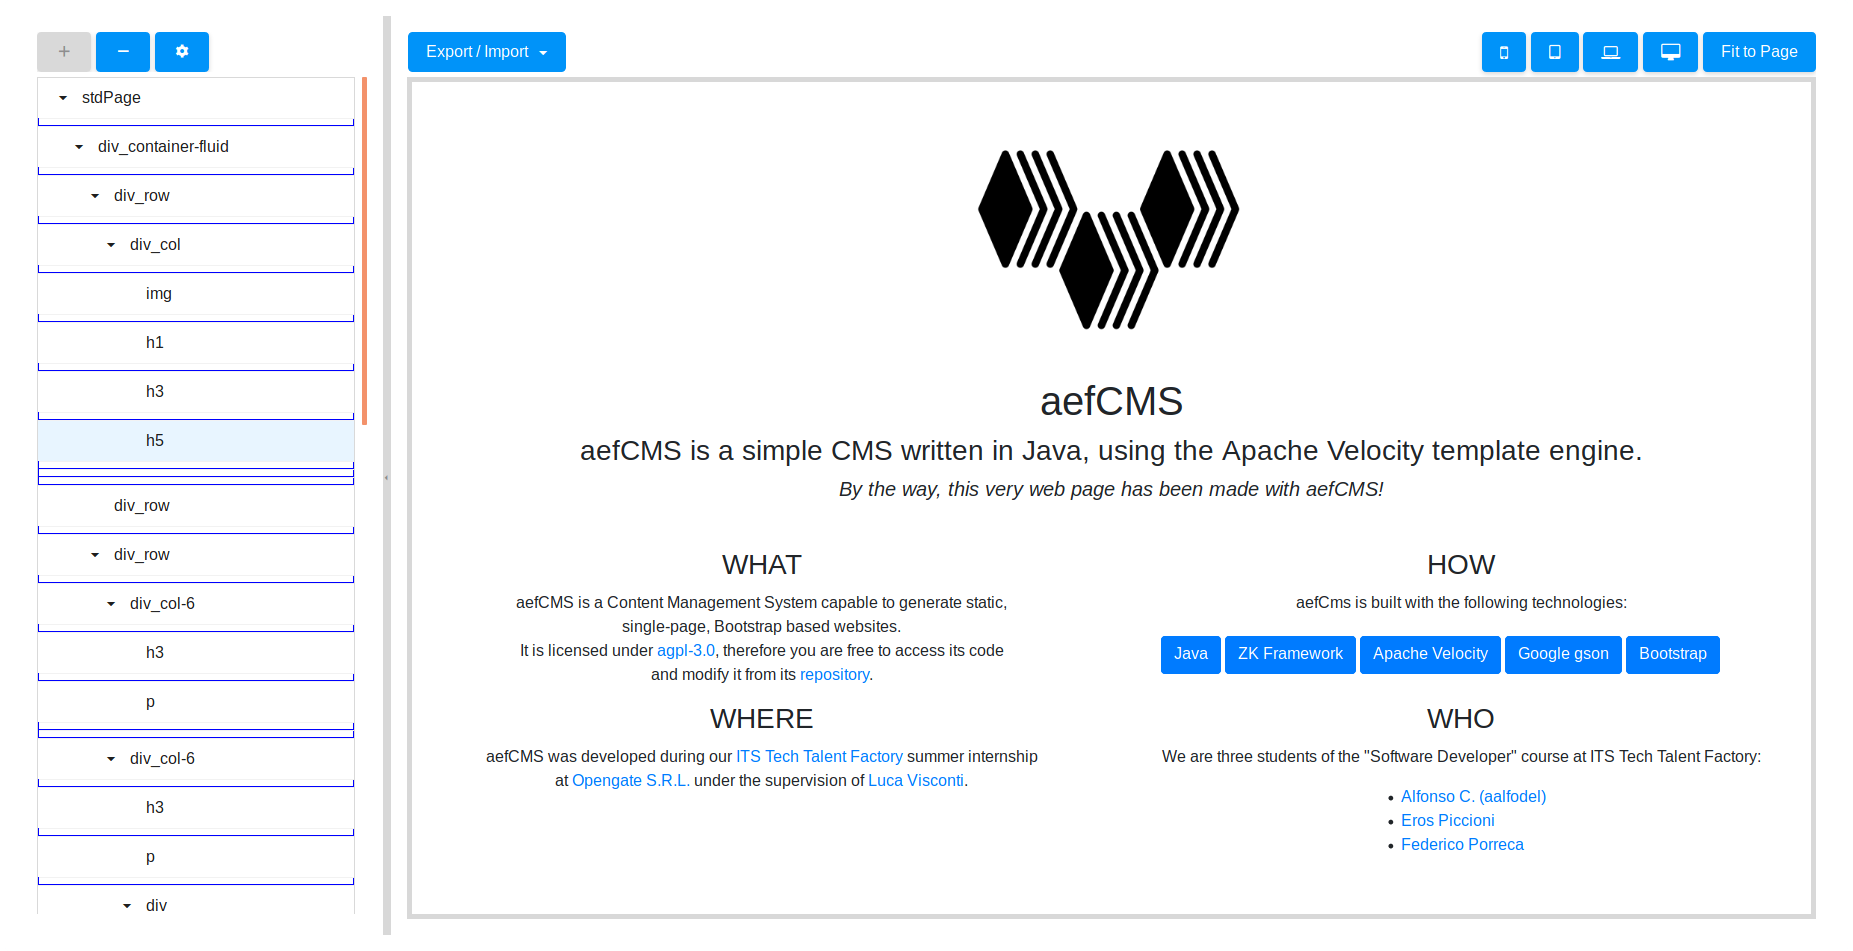 Export / Import
Fit to Page
stdPage
div_container-fluid
div_row
div_col
img
h1
h3
h5
div_row
div_row
div_col-6
h3
p
div_col-6
h3
p
div
aefCMS
aefCMS is a simple CMS written in Java, using the Apache Velocity template engine.
By the way, this very web page has been made with aefCMS!
WHAT
aefCMS is a Content Management System capable to generate static,
single-page, Bootstrap based websites.
It is licensed under agpl-3.0, therefore you are free to access its code
and modify it from its repository.
HOW
aefCms is built with the following technologies:
Java ZK Framework Apache Velocity Google gson Bootstrap
WHERE
aefCMS was developed during our ITS Tech Talent Factory summer internship
at Opengate S.R.L. under the supervision of Luca Visconti.
WHO
We are three students of the "Software Developer" course at ITS Tech Talent Factory:
Alfonso C. (aalfodel)
Eros Piccioni
Federico Porreca